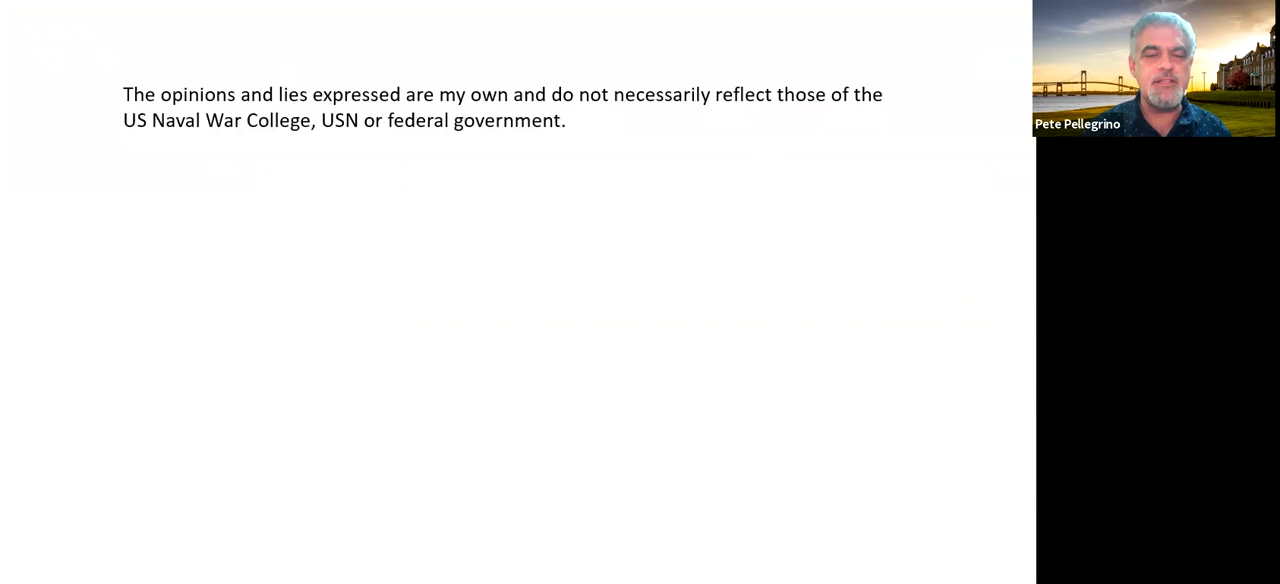 The opinions and lies expressed are my own and do not necessarily reflect those of the
US Naval War College, USN or federal government.
Pete Pellegrino